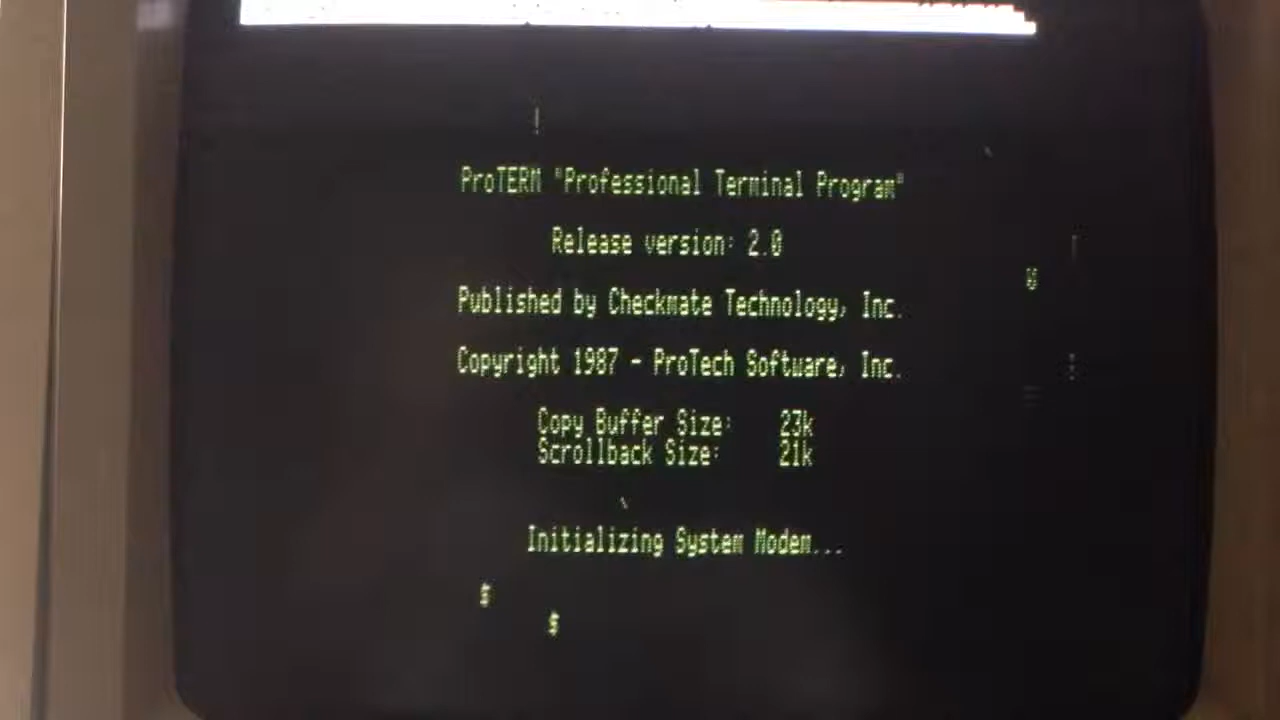 !
ProTERM "Professional Terminal Program"
Release version: 2.0
Published by Checkmate Technology, Inc.
Copyright 1987 - ProTech Software, Inc.
Copy Buffer Size: 23k
Scrollback Size: 21k
Initializing System Modem...
$
$